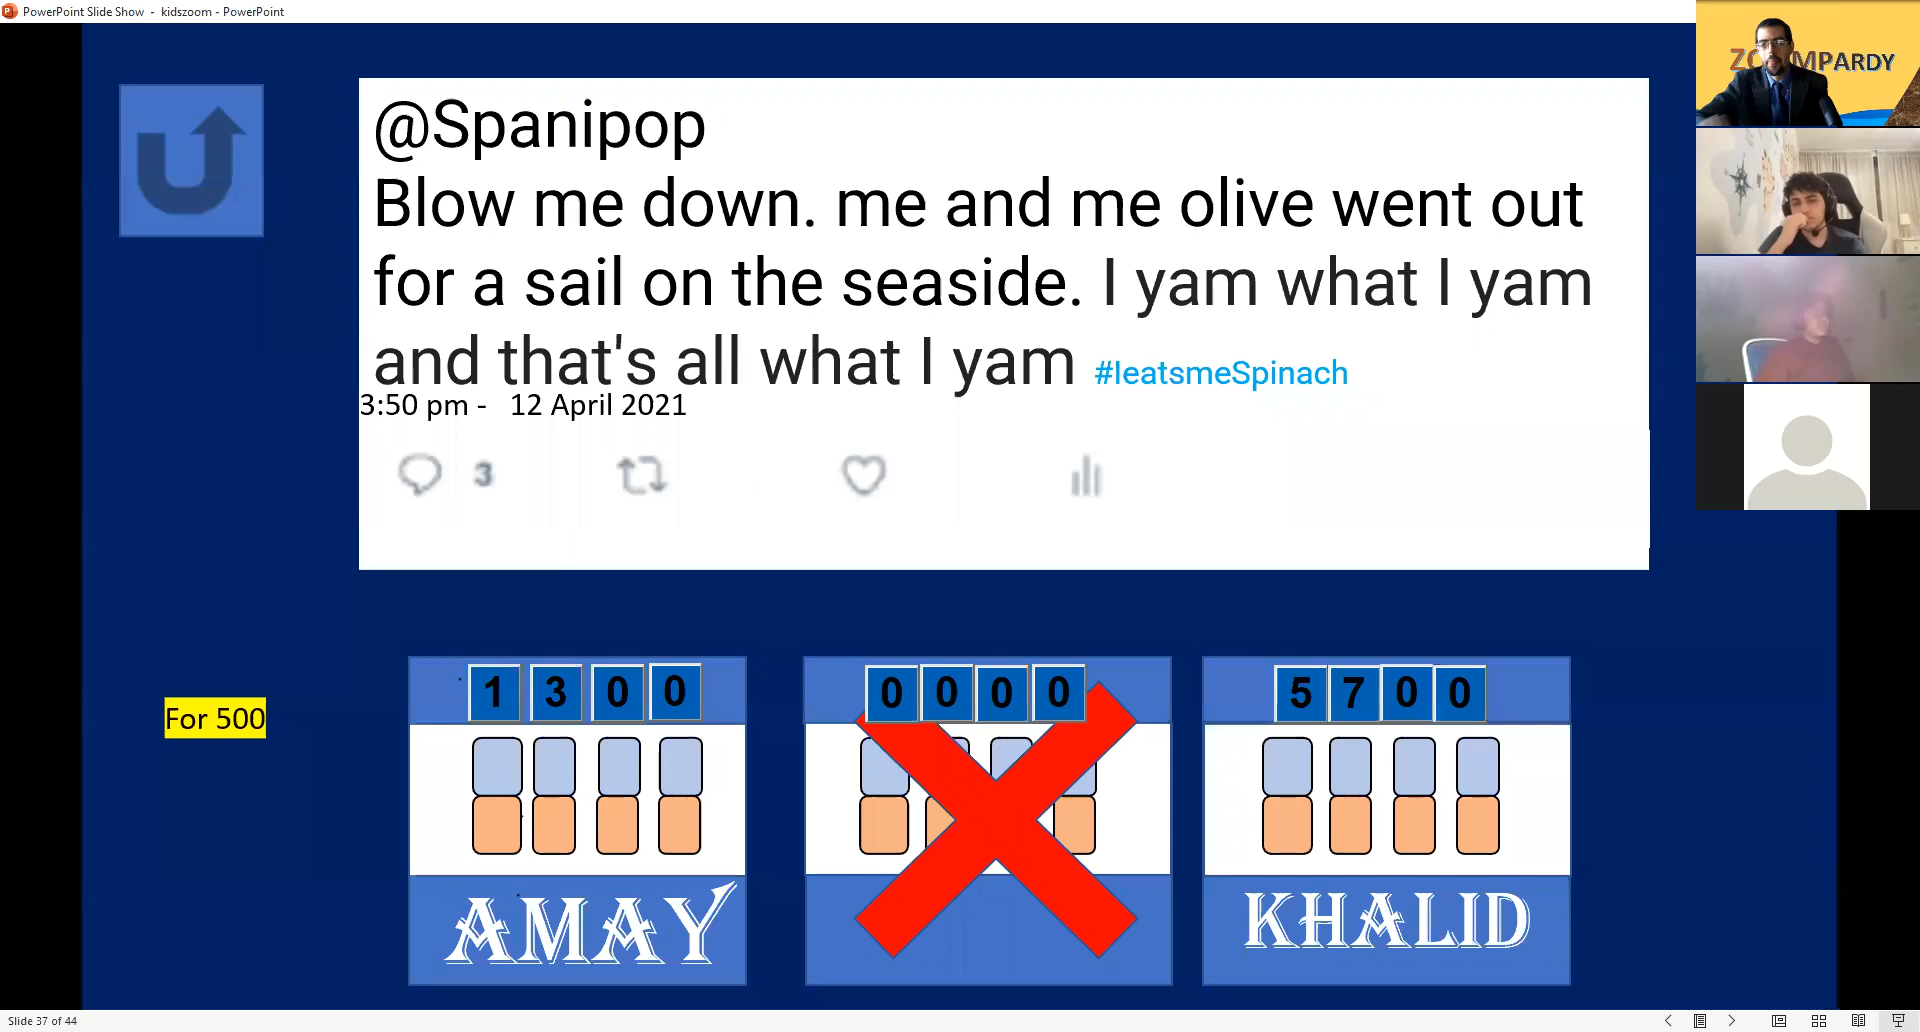 PowerPoint Slide Show - kidszoom - PowerPoint
@Spanipop
Blow me down. me and me olive went out
for a sail on the seaside. I yam what I yam
and that's all what I yam #IeatsmeSpinach
3:50 pm - 12 April 2021
3
For 500
1 3 0 0
0 0 0 0
5 7 0 0
AMAY
KHALID
Slide 37 of 44